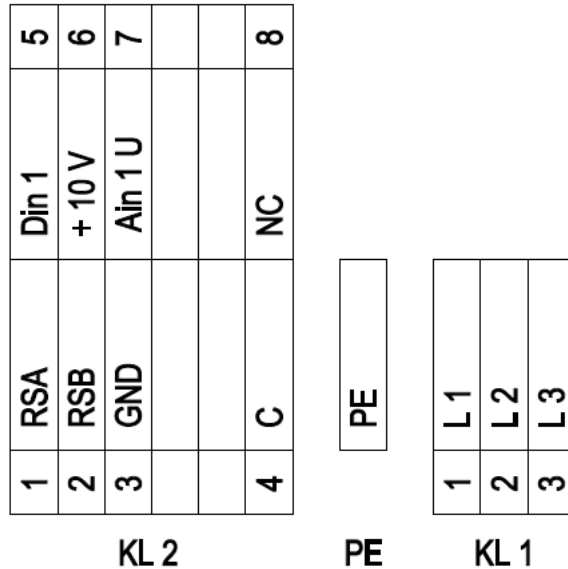 5 6 7 8
Din 1 + 10 V Ain 1 U NC
RSA RSB GND C PE L 1 L 2 L 3
1 2 3 4 1 2 3
KL 2 PE KL 1